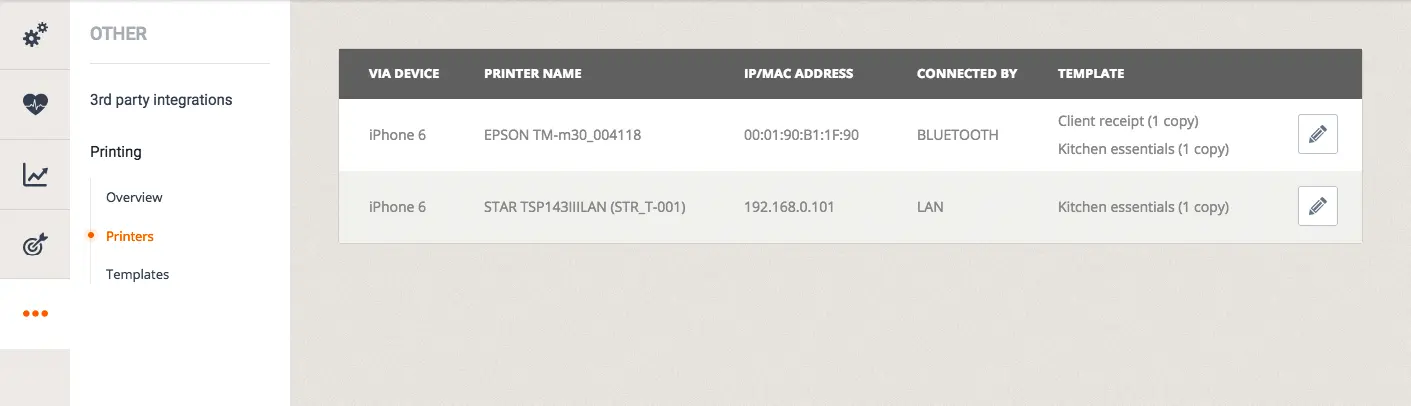 OTHER
3rd party integrations
Printing
Overview
Printers
Templates
VIA DEVICE PRINTER NAME IP/MAC ADDRESS CONNECTED BY TEMPLATE
iPhone 6 EPSON TM-m30_004118 00:01:90:B1:1F:90 BLUETOOTH Client receipt (1 copy)
Kitchen essentials (1 copy)
iPhone 6 STAR TSP143IIILAN (STR_T-001) 192.168.0.101 LAN Kitchen essentials (1 copy)